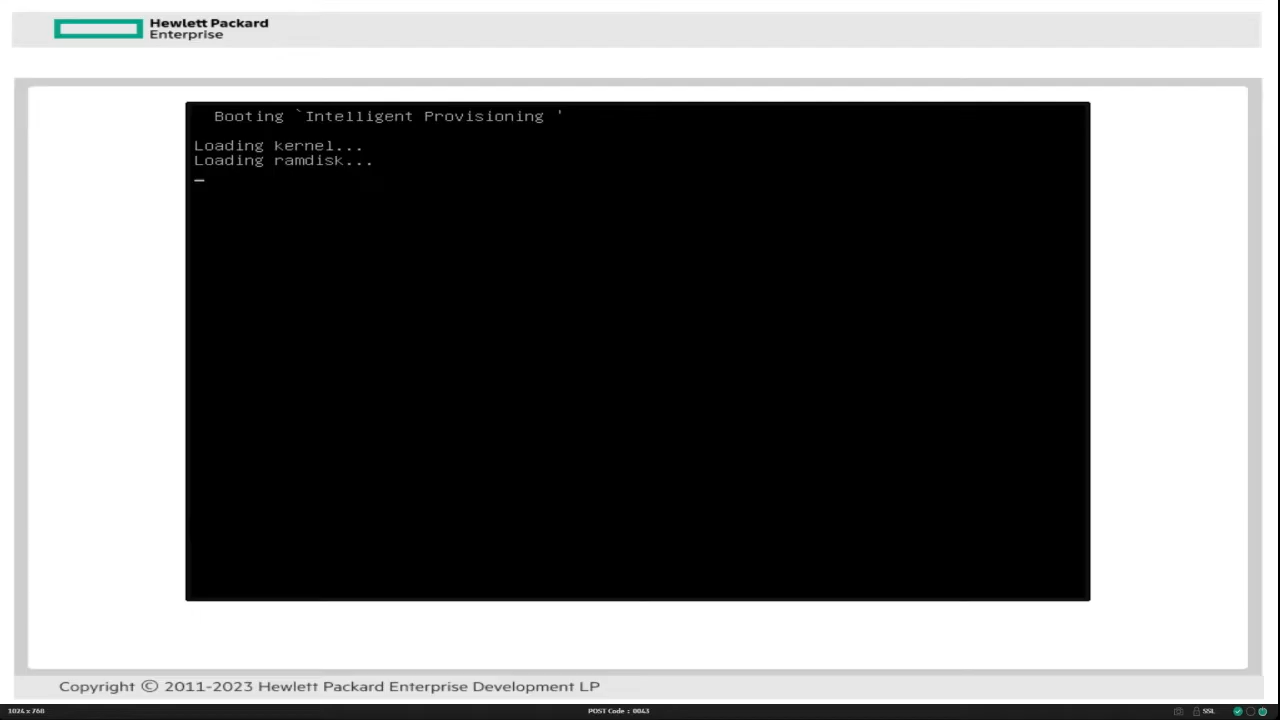 Hewlett Packard
Enterprise
Booting `Intelligent Provisioning '
Loading kernel...
Loading ramdisk...
Copyright © 2011-2023 Hewlett Packard Enterprise Development LP
1024 x 768
POST Code : 0043
SSL